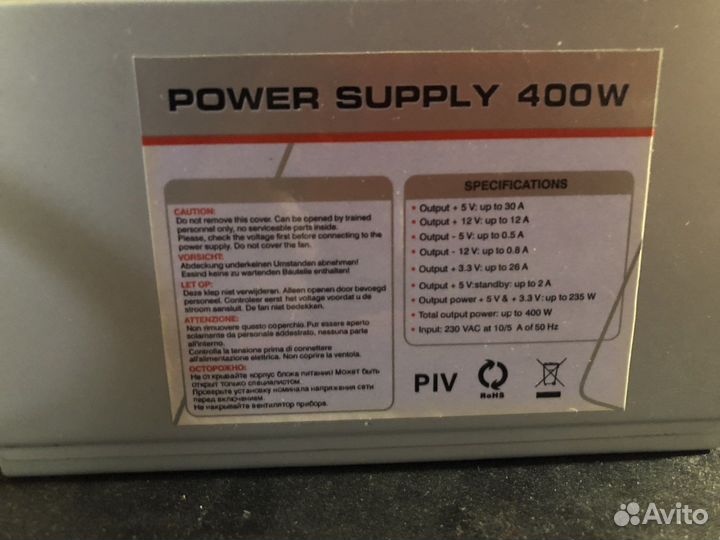 POWER SUPPLY 400W
CAUTION:
Do not remove this cover. Can be opened by trained
personnel only, no serviceable parts inside.
Please, check the voltage first before connecting to the
power supply. Do not cover the fan.
VORSICHT:
Abdeckung underkeinen Umstanden abnehmen!
Easind keine zu wartenden Bauteile enthalten!
LET OP:
Deze klep niet verwijderen. Alleen openen door bevoegd
personeel. Controleer eerst het voltage voordat u de
stroom aansluit. De fan niet bedekken.
ATTENZIONE:
Non rimuovere questo coperchio. Pur essere aperto
solamante da personale addestrato, nessuna parte
all'interno.
Controlla la tensione prima di connettare
all'alimentazione elettrica. Non coprire la ventola.
ОСТОРОЖНО:
Не открывайте корпус блока питания! Может быть
открыт только специалистом.
Проверьте установку номинала напряжения сети
перед включением.
Не накрывайте вентилятор прибора.
SPECIFICATIONS
• Output + 5 V: up to 30 A
• Output + 12 V: up to 12 A
• Output - 5 V: up to 0.5 A
• Output - 12 V: up to 0.8 A
• Output + 3.3 V: up to 26 A
• Output + 5 V:standby: up to 2 A
• Output power + 5 V & + 3.3 V: up to 235 W
• Total output power: up to 400 W
• Input: 230 VAC at 10/5 A of 50 Hz
PIV
RoHS
Avito